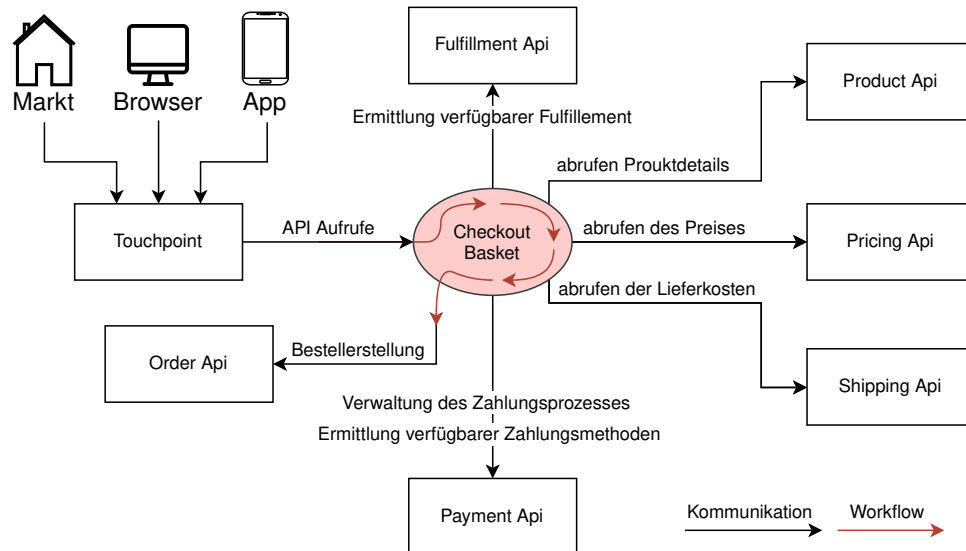 Fulfillment Api
Product Api
Markt
Browser
App
Ermittlung verfügbarer Fulfillement
abrufen Prouktdetails
Touchpoint
API Aufrufe
Checkout
Basket
abrufen des Preises
Pricing Api
abrufen der Lieferkosten
Order Api
Bestellerstellung
Shipping Api
Verwaltung des Zahlungsprozesses
Ermittlung verfügbarer Zahlungsmethoden
Payment Api
Kommunikation
Workflow